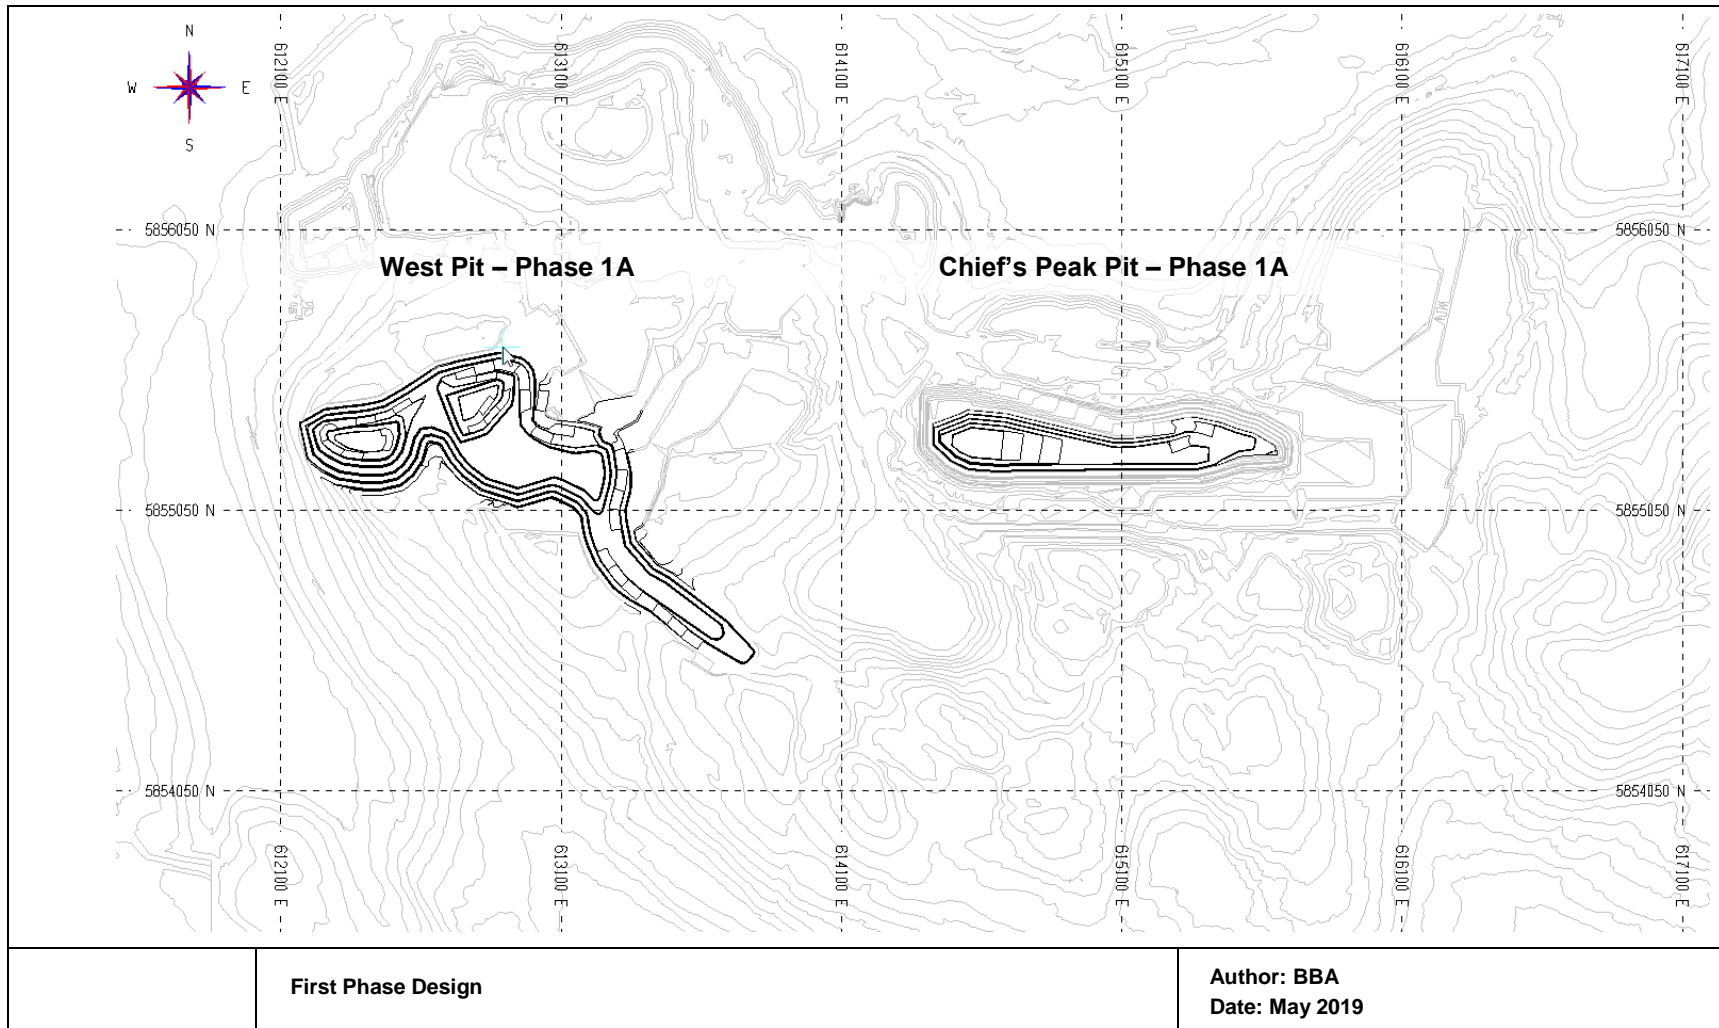 N
W E
S
612100 E
613100 E
614100 E
615100 E
616100 E
617100 E
5856050 N
5856050 N
West Pit – Phase 1A
Chief’s Peak Pit – Phase 1A
5855050 N
5855050 N
5854050 N
5854050 N
612100 E
613100 E
614100 E
615100 E
616100 E
617100 E
First Phase Design
Author: BBA
Date: May 2019